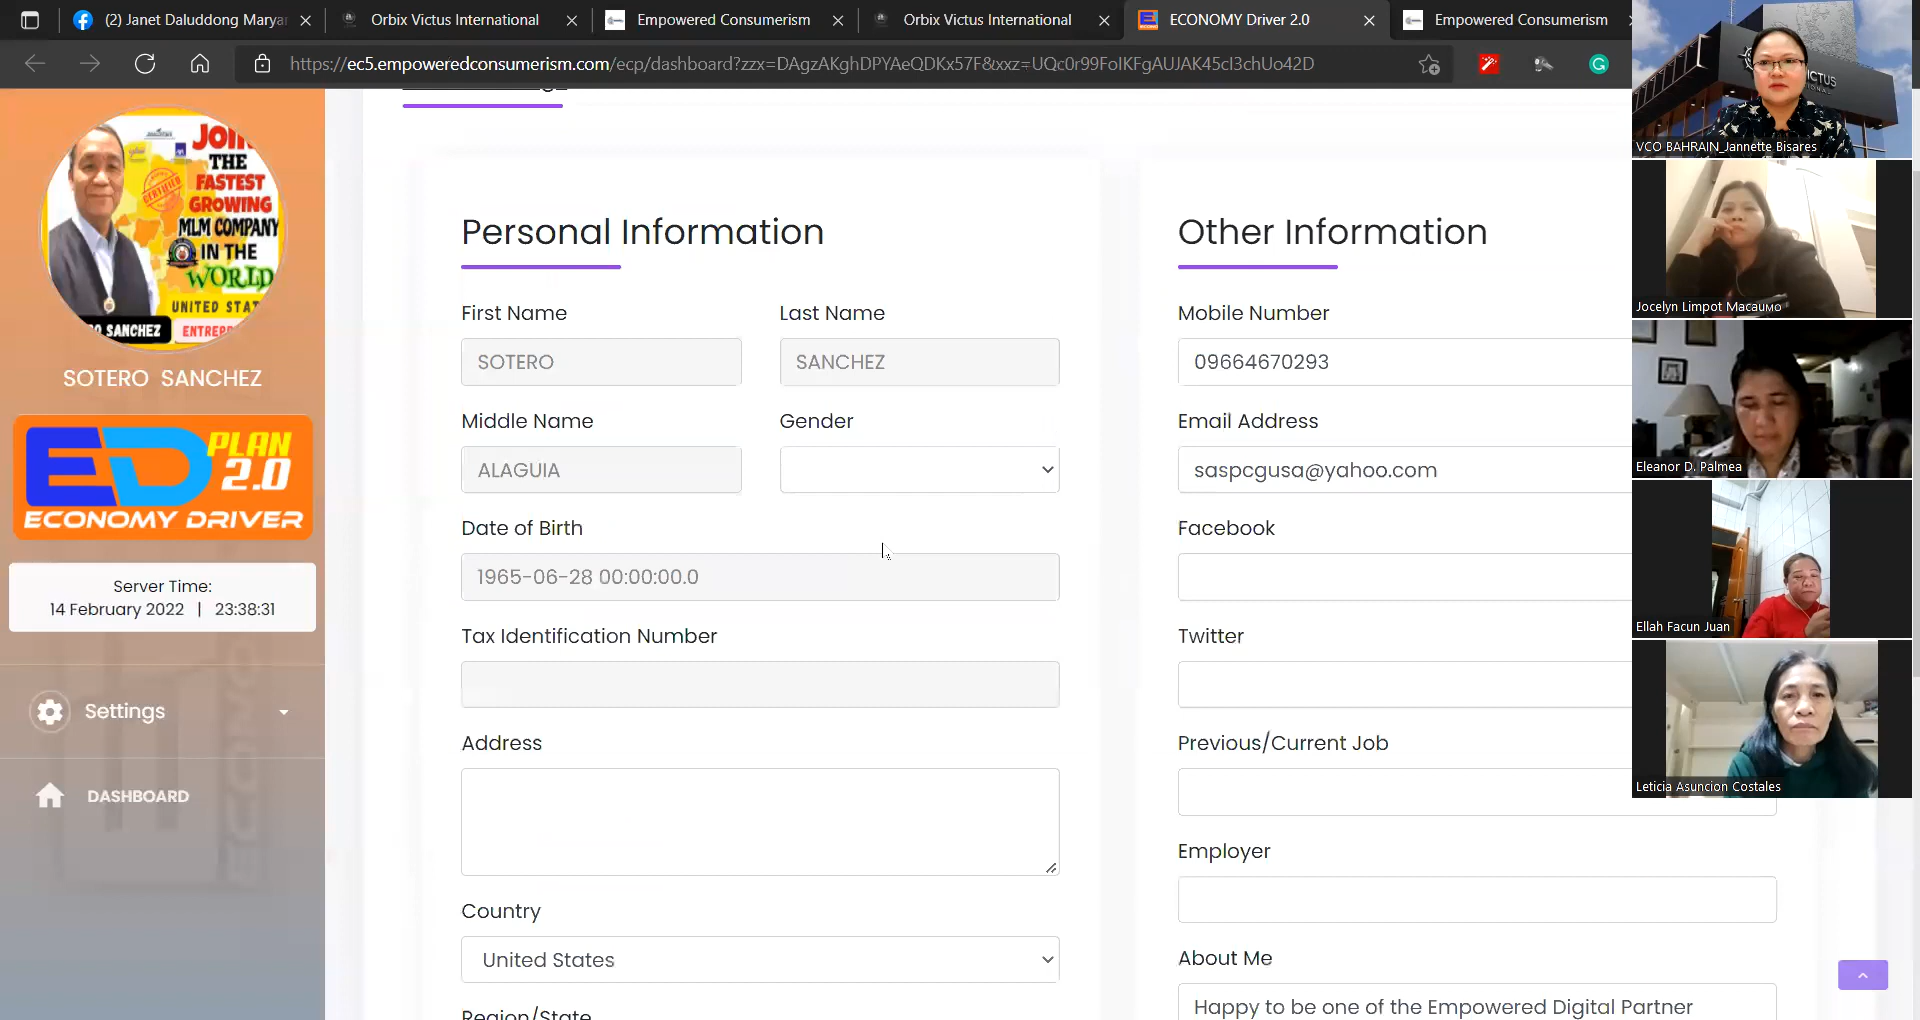 (2) Janet Daluddong Marya
Orbix Victus International
Empowered Consumerism
Orbix Victus International
ECONOMY Driver 2.0
Empowered Consumerism
https://ec5.empoweredconsumerism.com/ecp/dashboard?zzx=DAgzAKghDPYAeQDKx57F&xxz=UQc0r99FoIKFgAUJAK45cI3chUo42D
JOIN
THE
FASTEST
GROWING
MLM COMPANY
IN THE
WORLD
UNITED STAT
CERTIFIED
O SANCHEZ
ENTREPR
SOTERO SANCHEZ
ED PLAN
2.0
ECONOMY DRIVER
Server Time:
14 February 2022 | 23:38:31
Settings
DASHBOARD
Personal Information
First Name
Last Name
SOTERO
SANCHEZ
Middle Name
Gender
ALAGUIA
Date of Birth
1965-06-28 00:00:00.0
Tax Identification Number
Address
Country
United States
Region/State
Other Information
Mobile Number
09664670293
Email Address
saspcgusa@yahoo.com
Facebook
Twitter
Previous/Current Job
Employer
About Me
Happy to be one of the Empowered Digital Partner
VCO BAHRAIN_Jannette Bisares
Jocelyn Limpot Macaumo
Eleanor D. Palmea
Ellah Facun Juan
Leticia Asuncion Costales